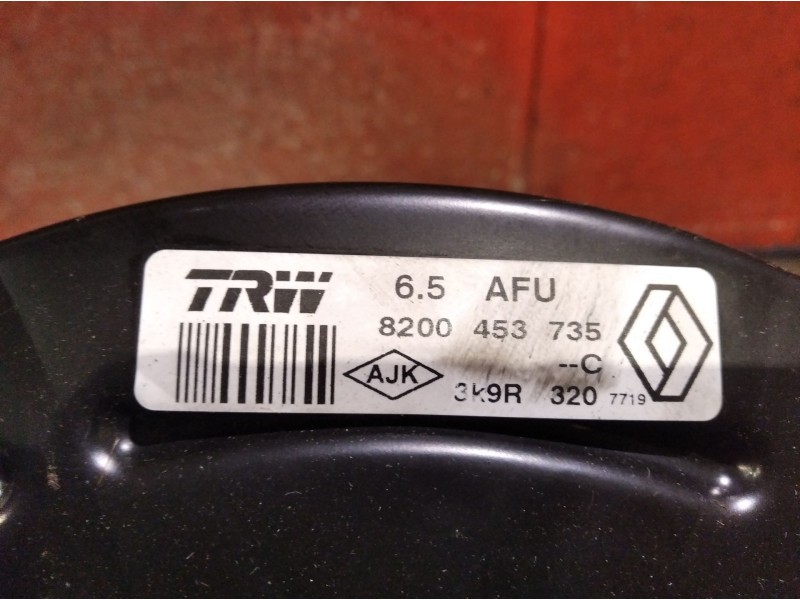 TRW 6.5 AFU
8200 453 735
--C
AJK 3k9R 320 7719